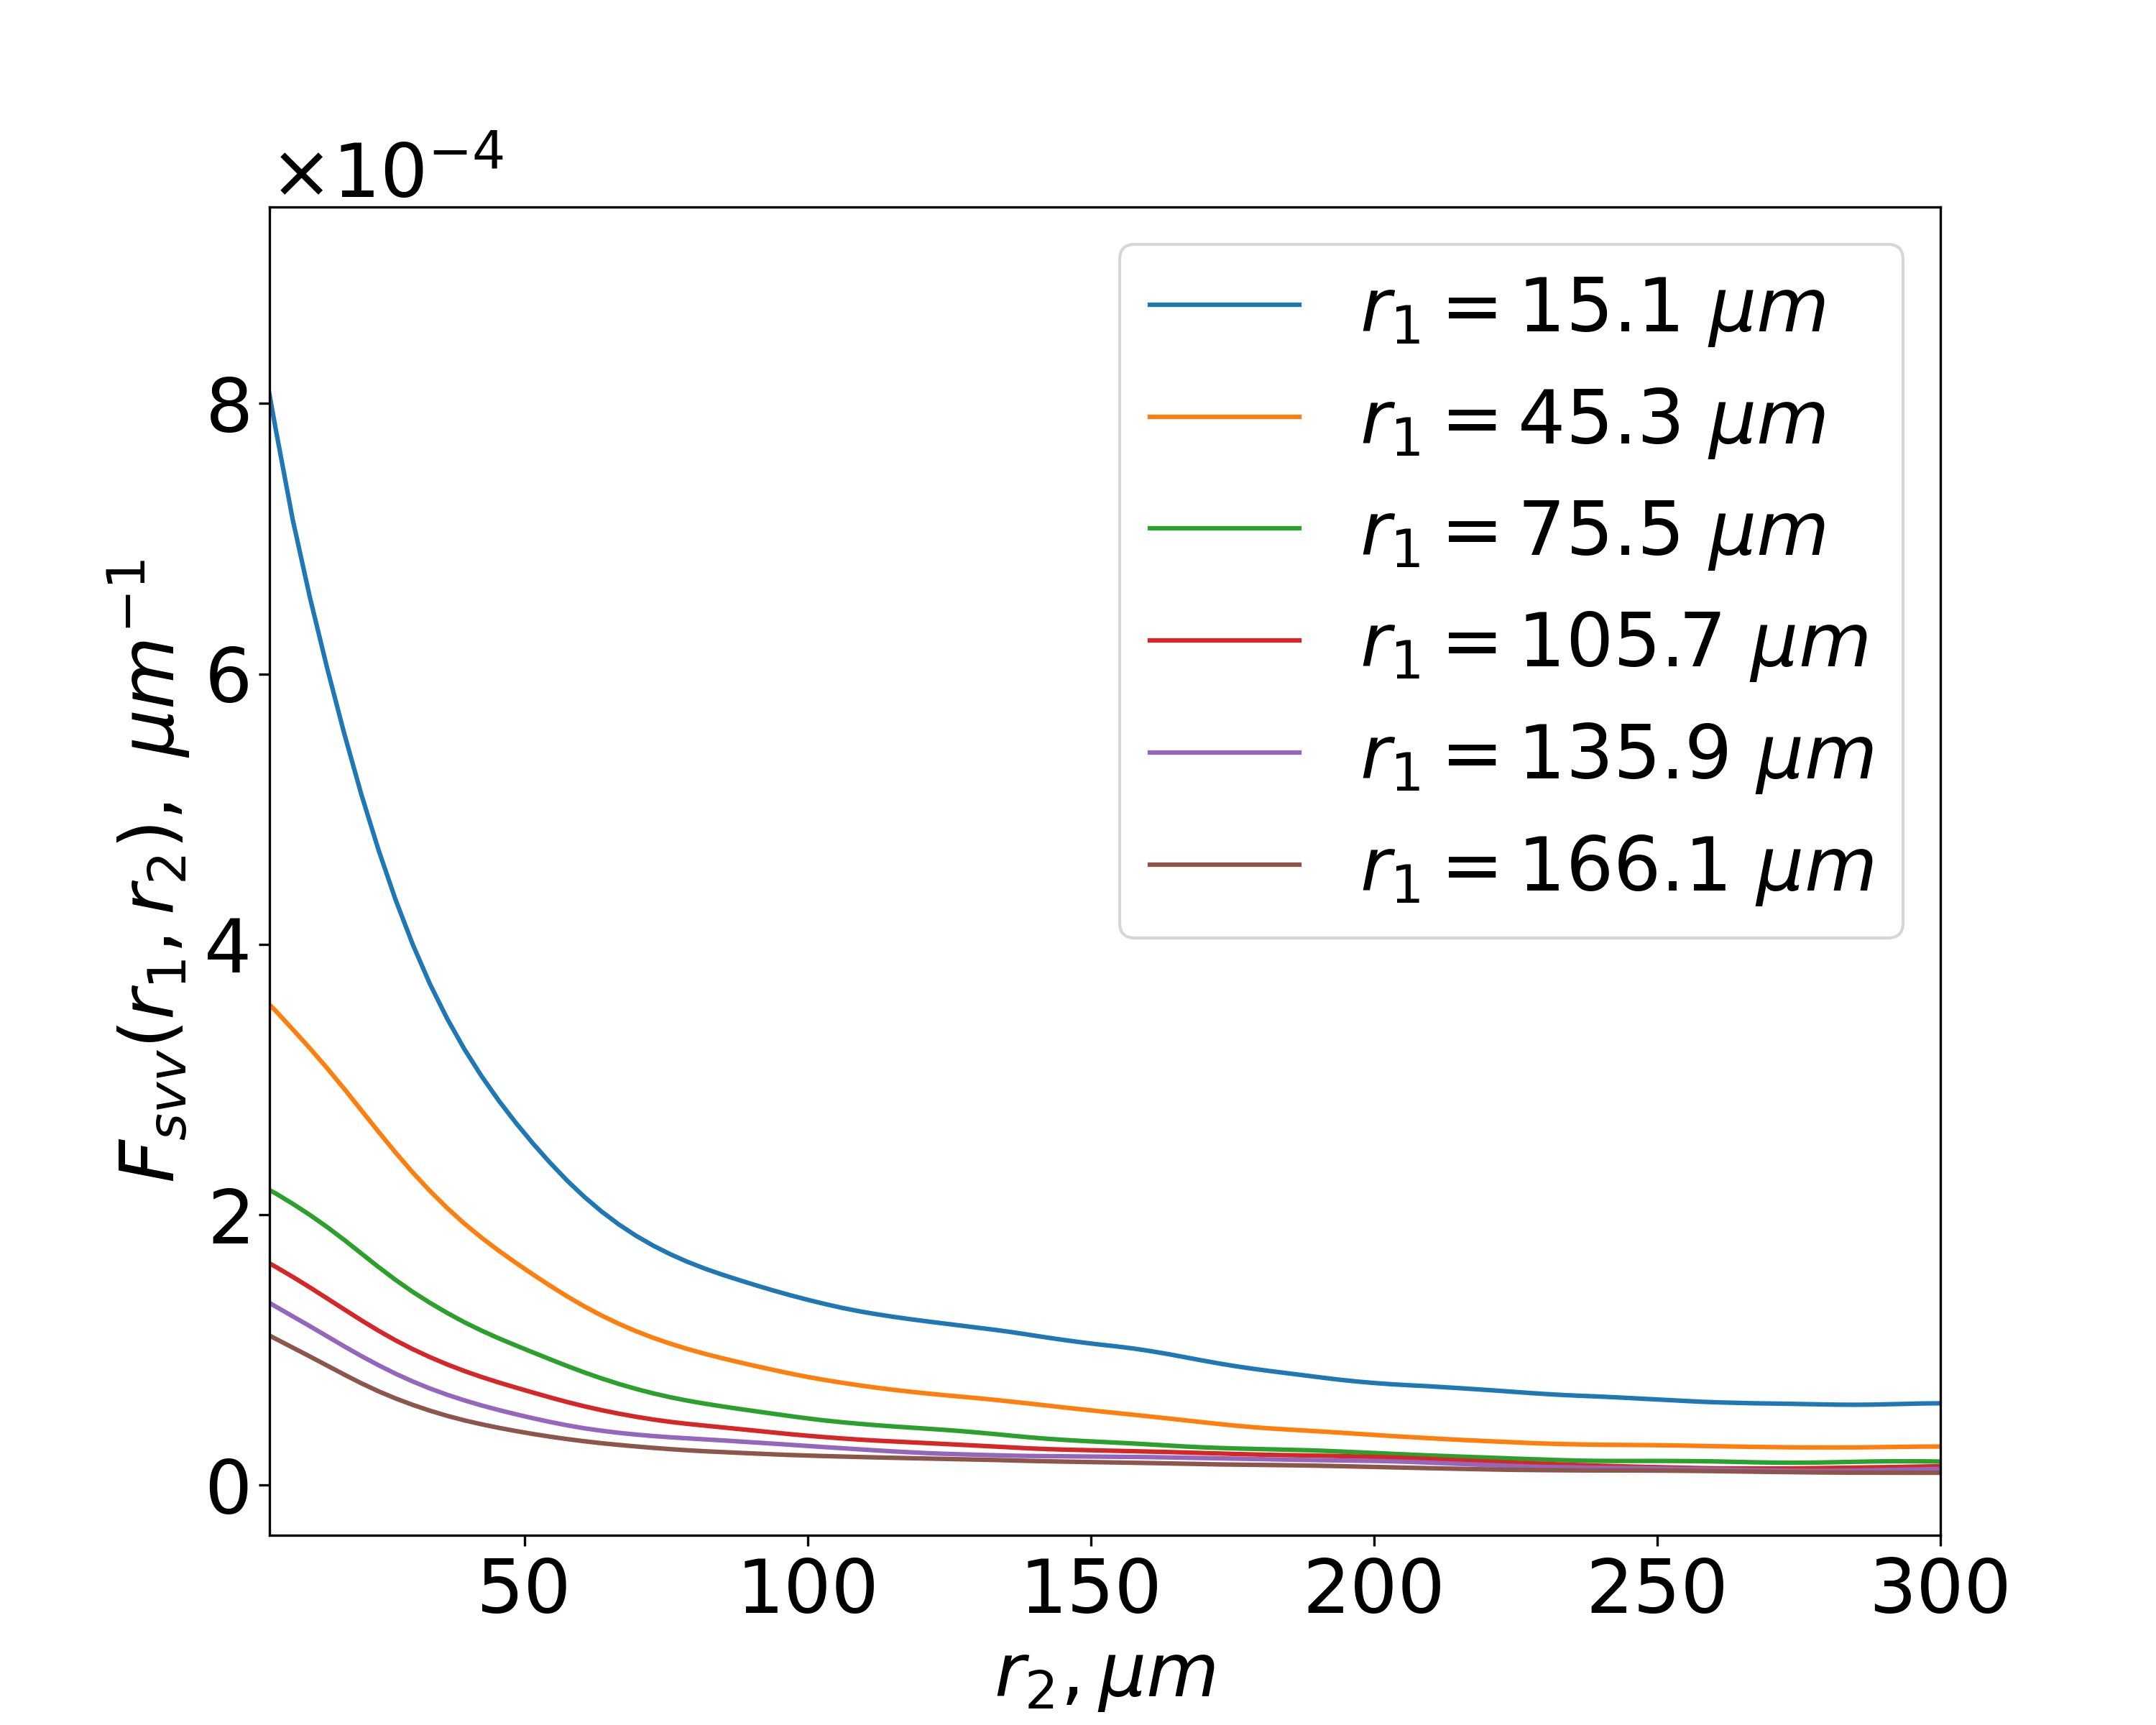 ×10⁻⁴
F_svv(r₁, r₂), μm⁻¹
8
6
4
2
0
r₁ = 15.1 μm
r₁ = 45.3 μm
r₁ = 75.5 μm
r₁ = 105.7 μm
r₁ = 135.9 μm
r₁ = 166.1 μm
50 100 150 200 250 300
r₂, μm